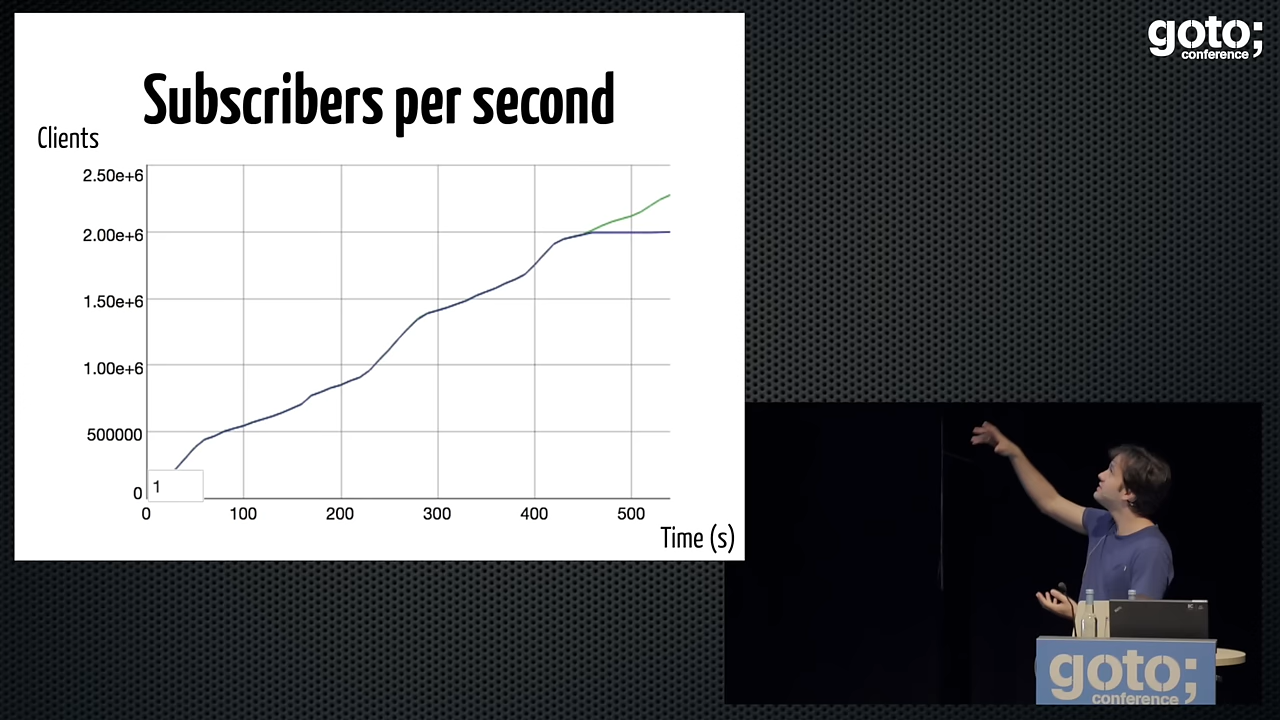 Subscribers per second
Clients
2.50e+6
2.00e+6
1.50e+6
1.00e+6
500000
0
1
0 100 200 300 400 500
Time (s)
goto;
conference
goto;
conference